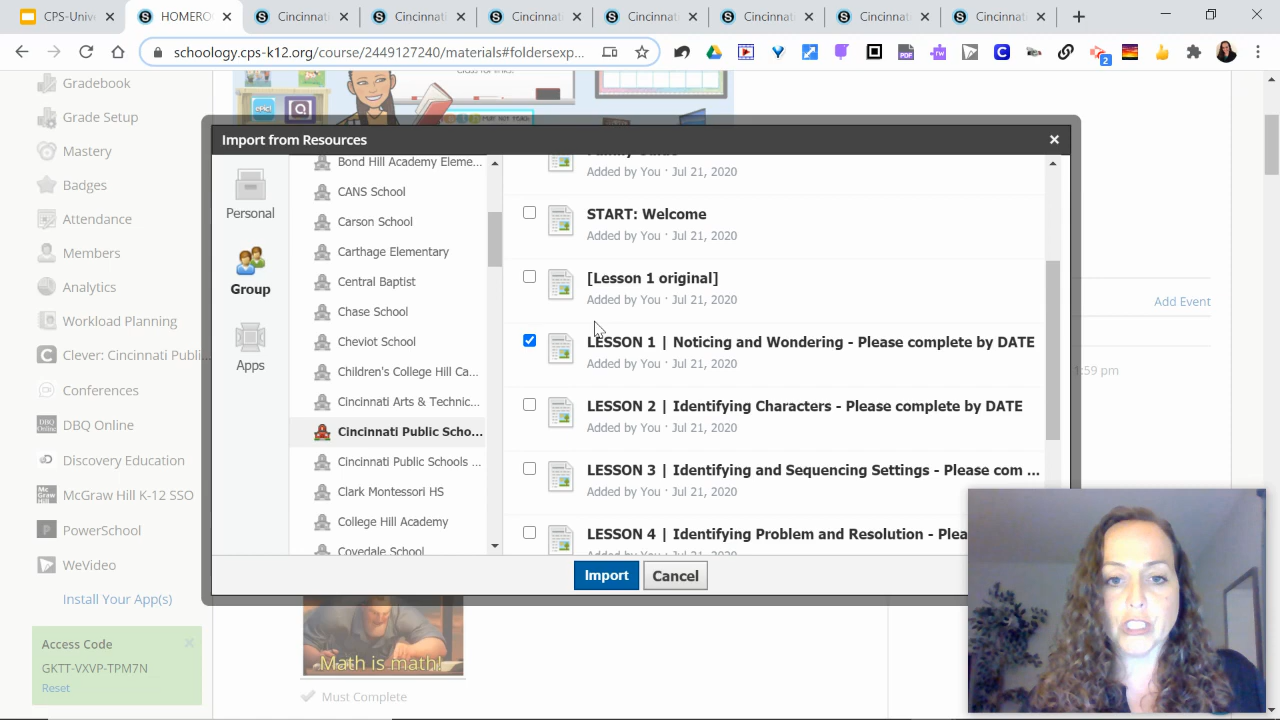 CPS-Univ
HOMERO
Cincinnati
Cincinnati
Cincinnati
Cincinnati
Cincinnati
Cincinnati
Cincinnati
schoology.cps-k12.org/course/2449127240/materials#foldersexp...
2
Gradebook
Grade Setup
Mastery
Badges
Attendance
Members
Analytics
Workload Planning
Clever: Cincinnati Publi...
Conferences
DBQ Online
Discovery Education
McGraw Hill K-12 SSO
PowerSchool
WeVideo
Install Your App(s)
Access Code
GKTT-VXVP-TPM7N
Reset
epic!
Import from Resources
Personal
Group
Apps
Bond Hill Academy Eleme...
CANS School
Carson School
Carthage Elementary
Central Baptist
Chase School
Cheviot School
Children's College Hill Ca...
Cincinnati Arts & Technic...
Cincinnati Public Scho...
Cincinnati Public Schools ...
Clark Montessori HS
College Hill Academy
Covedale School
Added by You · Jul 21, 2020
START: Welcome
Added by You · Jul 21, 2020
[Lesson 1 original]
Added by You · Jul 21, 2020
LESSON 1 | Noticing and Wondering - Please complete by DATE
Added by You · Jul 21, 2020
LESSON 2 | Identifying Characters - Please complete by DATE
Added by You · Jul 21, 2020
LESSON 3 | Identifying and Sequencing Settings - Please com ...
Added by You · Jul 21, 2020
LESSON 4 | Identifying Problem and Resolution - Plea
Added by You · Jul 21, 2020
Import
Cancel
Add Event
1:59 pm
Math is math!
Must Complete